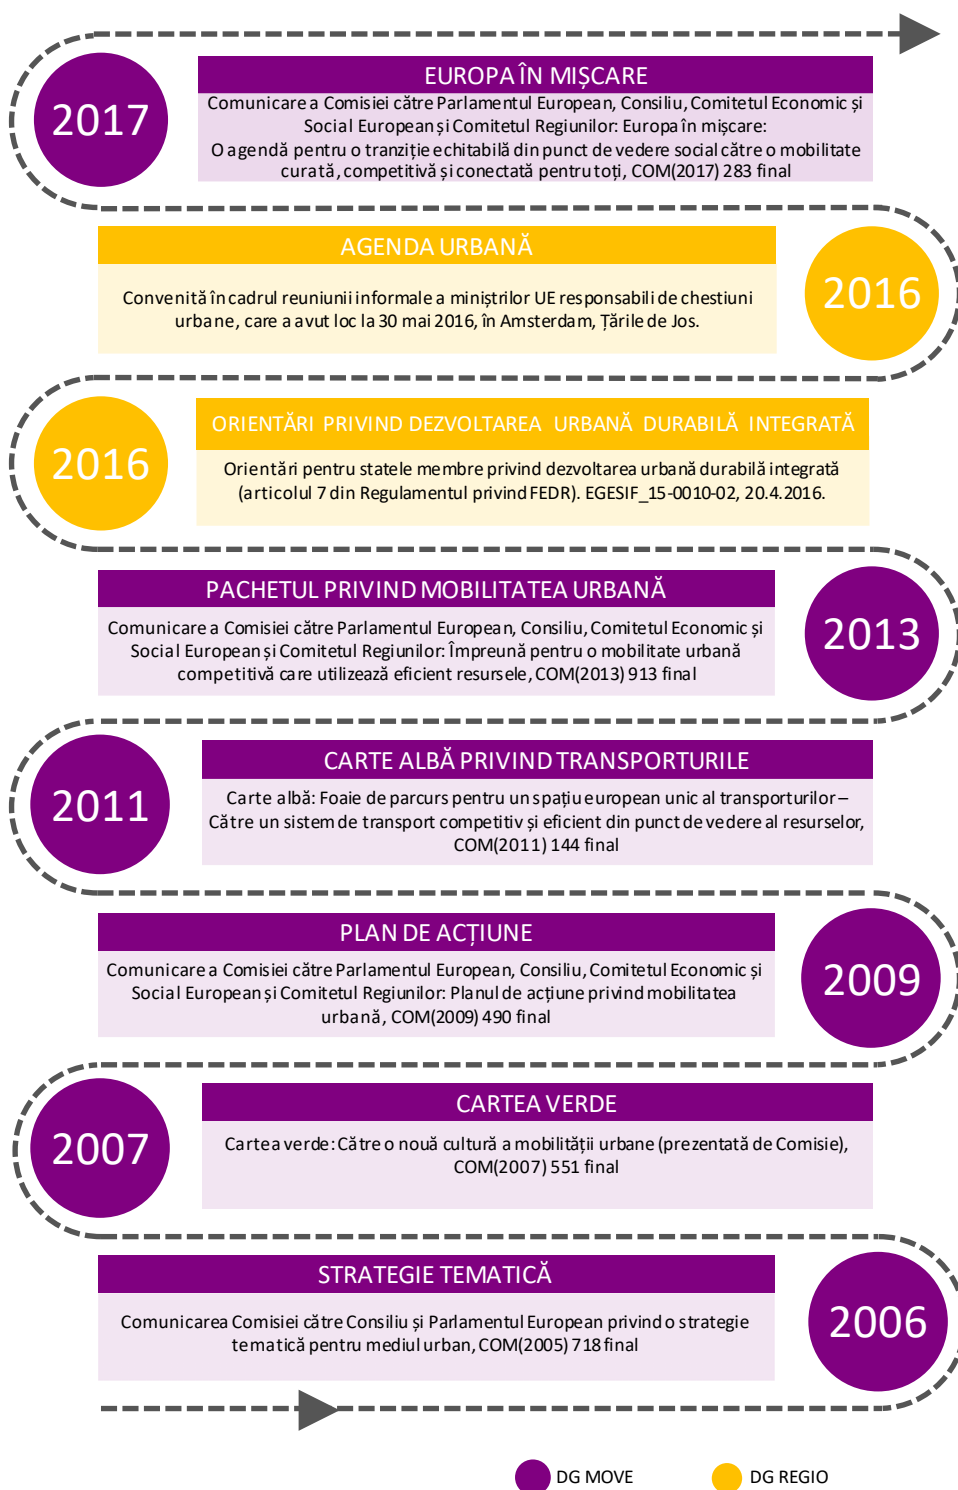 2017
EUROPA ÎN MIȘCARE
Comunicare a Comisiei către Parlamentul European, Consiliu, Comitetul Economic și
Social European și Comitetul Regiunilor: Europa în mișcare:
O agendă pentru o tranziție echitabilă din punct de vedere social către o mobilitate
curată, competitivă și conectată pentru toți, COM(2017) 283 final
AGENDA URBANĂ
Convenită în cadrul reuniunii informale a miniștrilor UE responsabili de chestiuni
urbane, care a avut loc la 30 mai 2016, în Amsterdam, Țările de Jos.
2016
2016
ORIENTĂRI PRIVIND DEZVOLTAREA URBANĂ DURABILĂ INTEGRATĂ
Orientări pentru statele membre privind dezvoltarea urbană durabilă integrată
(articolul 7 din Regulamentul privind FEDR). EGESIF_15-0010-02, 20.4.2016.
PACHETUL PRIVIND MOBILITATEA URBANĂ
Comunicare a Comisiei către Parlamentul European, Consiliu, Comitetul Economic și
Social European și Comitetul Regiunilor: Împreună pentru o mobilitate urbană
competitivă care utilizează eficient resursele, COM(2013) 913 final
2013
2011
CARTE ALBĂ PRIVIND TRANSPORTURILE
Carte albă: Foaie de parcurs pentru un spațiu european unic al transporturilor –
Către un sistem de transport competitiv și eficient din punct de vedere al resurselor,
COM(2011) 144 final
PLAN DE ACȚIUNE
Comunicare a Comisiei către Parlamentul European, Consiliu, Comitetul Economic și
Social European și Comitetul Regiunilor: Planul de acțiune privind mobilitatea
urbană, COM(2009) 490 final
2009
2007
CARTEA VERDE
Cartea verde: Către o nouă cultură a mobilității urbane (prezentată de Comisie),
COM(2007) 551 final
STRATEGIE TEMATICĂ
Comunicarea Comisiei către Consiliu și Parlamentul European privind o strategie
tematică pentru mediul urban, COM(2005) 718 final
2006
DG MOVE
DG REGIO